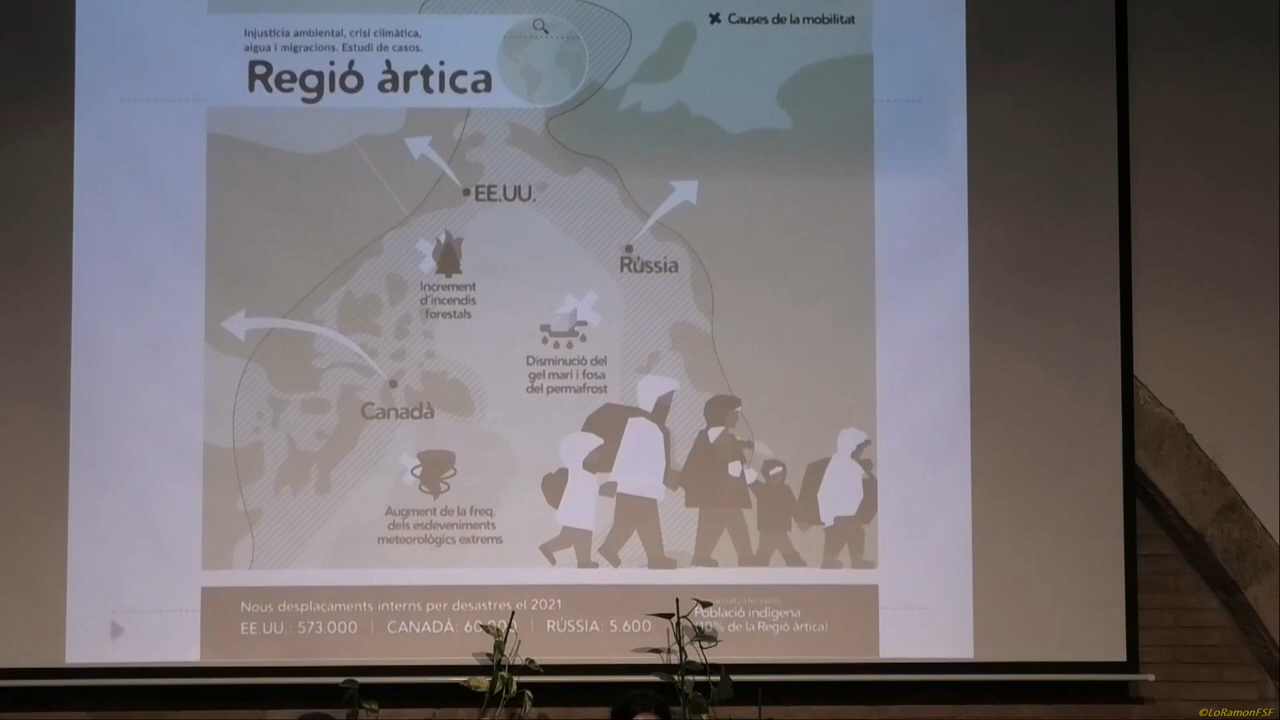 Injustícia ambiental, crisi climàtica,
aigua i migracions. Estudi de casos.
Regió àrtica
Causes de la mobilitat
EE.UU.
Rússia
Increment
d'incendis
forestals
Disminució del
gel marí i fosa
del permafrost
Canadà
Augment de la freq.
dels esdeveniments
meteorològics extrems
Nous desplaçaments interns per desastres el 2021
EE.UU.: 573.000 | CANADÀ: | RÚSSIA: 5.600
Població indígena
(10% de la Regió àrtica)
©LoRamonFSF